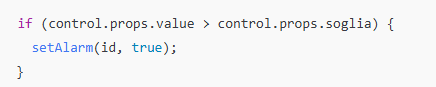 if (control.props.value > control.props.soglia) {
  setAlarm(id, true);
}